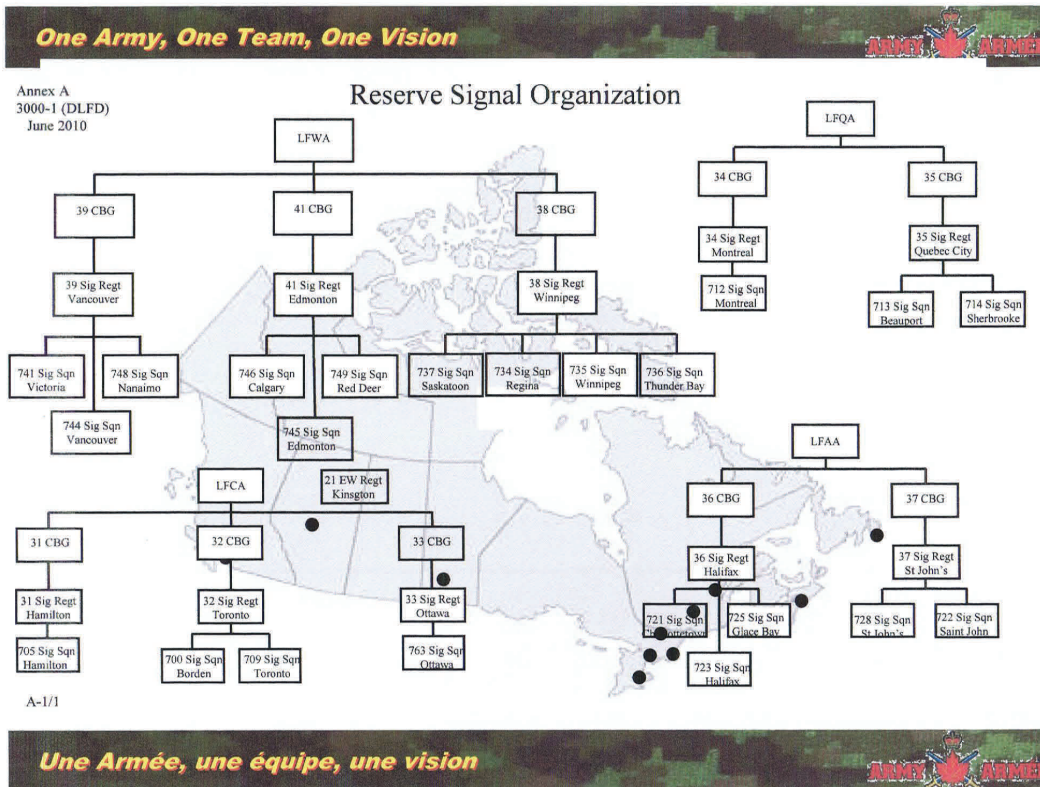 One Army, One Team, One Vision
ARMY ARMÉE
Annex A
3000-1 (DLFD)
June 2010
Reserve Signal Organization
LFWA
39 CBG
41 CBG
38 CBG
39 Sig Regt
Vancouver
41 Sig Regt
Edmonton
38 Sig Regt
Winnipeg
741 Sig Sqn
Victoria
748 Sig Sqn
Nanaimo
744 Sig Sqn
Vancouver
746 Sig Sqn
Calgary
749 Sig Sqn
Red Deer
745 Sig Sqn
Edmonton
737 Sig Sqn
Saskatoon
734 Sig Sqn
Regina
735 Sig Sqn
Winnipeg
736 Sig Sqn
Thunder Bay
LFQA
34 CBG
35 CBG
34 Sig Regt
Montreal
712 Sig Sqn
Montreal
35 Sig Regt
Quebec City
713 Sig Sqn
Beauport
714 Sig Sqn
Sherbrooke
LFCA
21 EW Regt
Kinsgton
31 CBG
32 CBG
33 CBG
31 Sig Regt
Hamilton
705 Sig Sqn
Hamilton
32 Sig Regt
Toronto
700 Sig Sqn
Borden
709 Sig Sqn
Toronto
33 Sig Regt
Ottawa
763 Sig Sqn
Ottawa
LFAA
36 CBG
37 CBG
36 Sig Regt
Halifax
721 Sig Sqn
Charlottetown
725 Sig Sqn
Glace Bay
723 Sig Sqn
Halifax
37 Sig Regt
St John's
728 Sig Sqn
St John's
722 Sig Sqn
Saint John
A-1/1
Une Armée, une équipe, une vision
ARMY ARMÉE